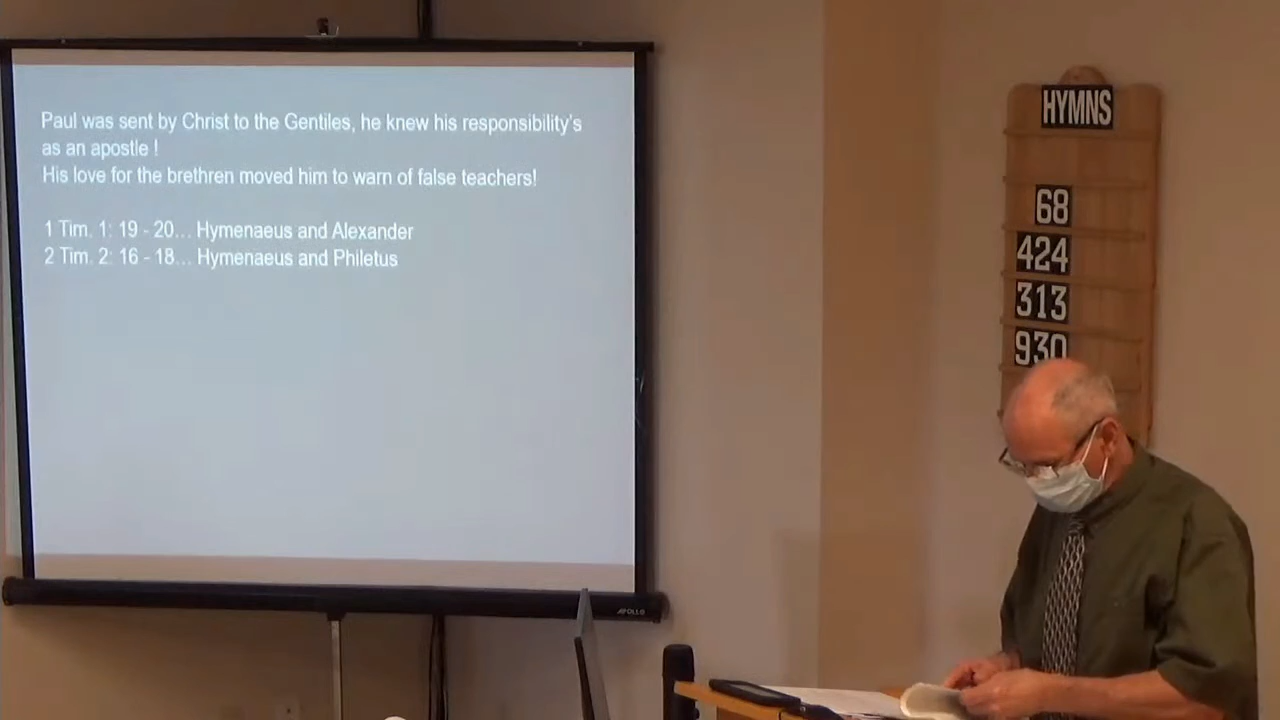 Paul was sent by Christ to the Gentiles, he knew his responsibility's
as an apostle !
His love for the brethren moved him to warn of false teachers!
1 Tim. 1: 19 - 20... Hymenaeus and Alexander
2 Tim. 2: 16 - 18... Hymenaeus and Philetus
APOLLO
HYMNS
68
424
313
930